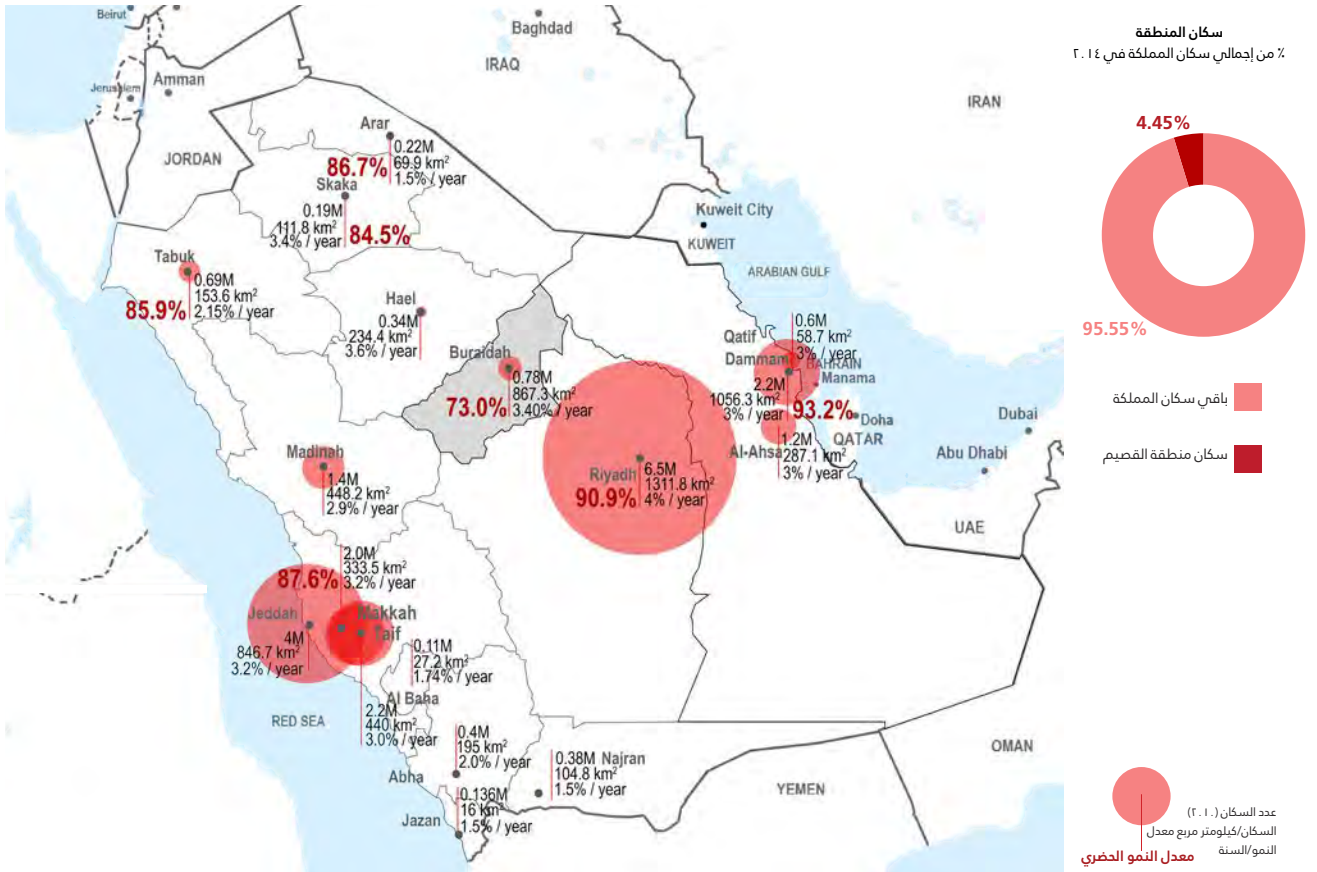 Beirut
Baghdad
IRAQ
Amman
Jerusalem
IRAN
JORDAN
Arar
0.22M
69.9 km²
1.5% / year
86.7%
Skaka
0.19M
411.8 km²
3.4% / year
84.5%
Kuweit City
KUWEIT
Tabuk
0.69M
153.6 km²
2.15% / year
85.9%
ARABIAN GULF
Hael
0.34M
234.4 km²
3.6% / year
Buraidah
0.78M
867.3 km²
3.40% / year
73.0%
0.6M
58.7 km²
3% / year
Qatif
Dammam
BAHRAIN
Manama
2.2M
1056.3 km²
3% / year
93.2%
Doha
QATAR
Dubai
Abu Dhabi
Al-Ahsa
1.2M
287.1 km²
3% / year
Madinah
1.4M
448.2 km²
2.9% / year
Riyadh
6.5M
1311.8 km²
4% / year
90.9%
UAE
2.0M
333.5 km²
3.2% / year
87.6%
Jeddah
4M
846.7 km²
3.2% / year
Makkah
Taif
0.11M
27.2 km²
1.74% / year
Al Baha
2.2M
440 km²
3.0% / year
RED SEA
0.4M
195 km²
2.0% / year
Abha
0.136M
16 km²
1.5% / year
Jazan
0.38M
104.8 km²
1.5% / year
Najran
YEMEN
OMAN
سكان المنطقة
٪ من إجمالي سكان المملكة في ٢٠١٤
4.45%
95.55%
باقي سكان المملكة
سكان منطقة القصيم
عدد السكان (٢٠١٠)
السكان/كيلومتر مربع معدل
النمو/السنة
معدل النمو الحضري